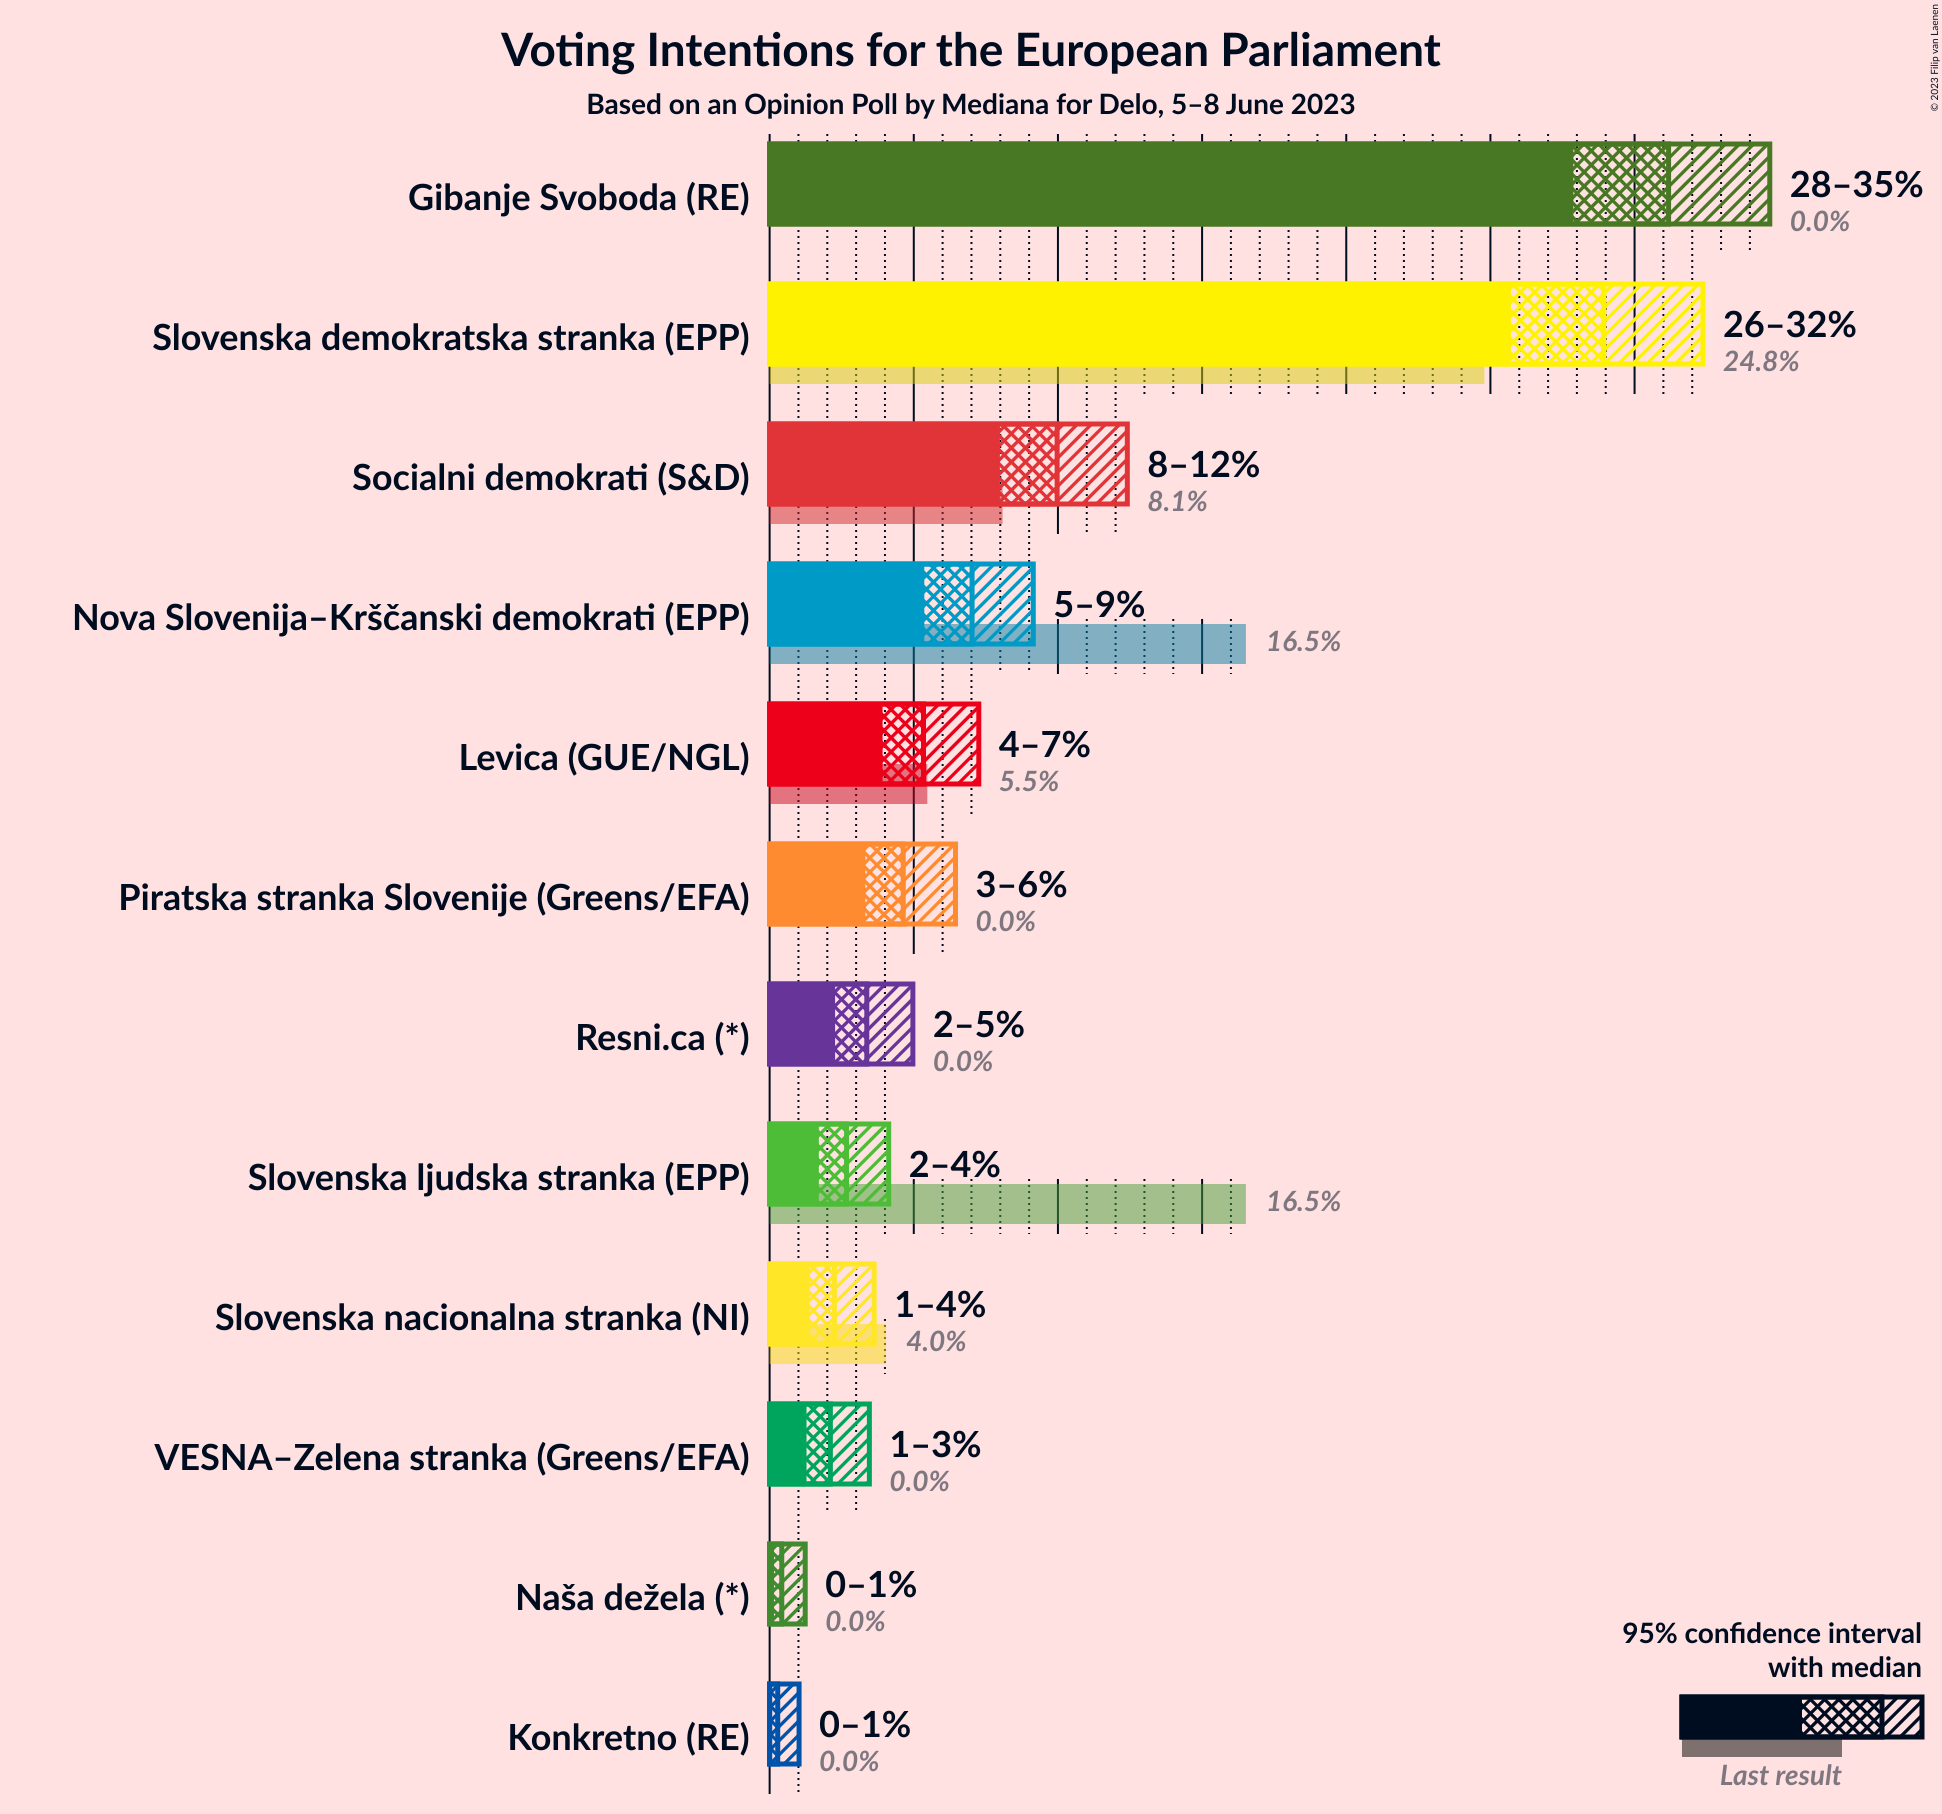 Voting Intentions for the European Parliament
Based on an Opinion Poll by Mediana for Delo, 5–8 June 2023
© 2023 Filip van Laenen
Gibanje Svoboda (RE)
28–35%
0.0%
Slovenska demokratska stranka (EPP)
26–32%
24.8%
Socialni demokrati (S&D)
8–12%
8.1%
Nova Slovenija–Krščanski demokrati (EPP)
5–9%
16.5%
Levica (GUE/NGL)
4–7%
5.5%
Piratska stranka Slovenije (Greens/EFA)
3–6%
0.0%
Resni.ca (*)
2–5%
0.0%
Slovenska ljudska stranka (EPP)
2–4%
16.5%
Slovenska nacionalna stranka (NI)
1–4%
4.0%
VESNA–Zelena stranka (Greens/EFA)
1–3%
0.0%
Naša dežela (*)
0–1%
0.0%
Konkretno (RE)
0–1%
0.0%
95% confidence interval
with median
Last result